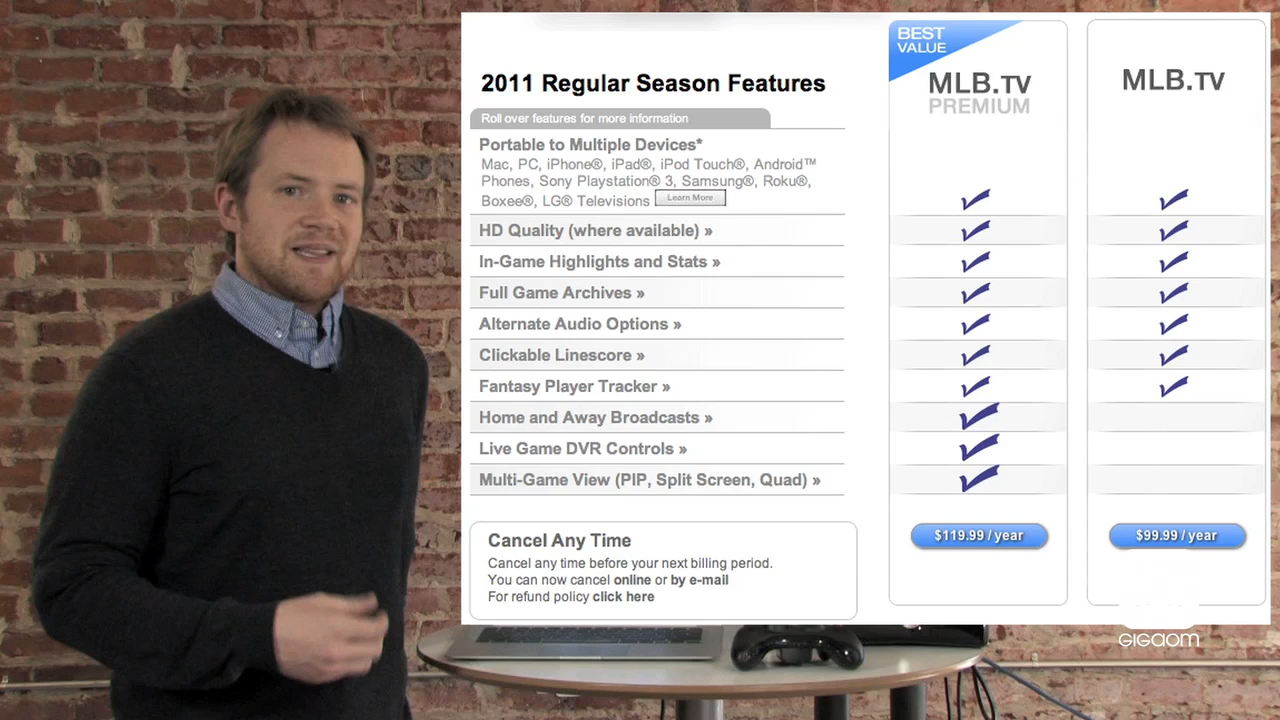 BEST
VALUE
MLB.TV
PREMIUM
MLB.TV
2011 Regular Season Features
Roll over features for more information
Portable to Multiple Devices*
Mac, PC, iPhone®, iPad®, iPod Touch®, Android™
Phones, Sony Playstation® 3, Samsung®, Roku®,
Boxee®, LG® Televisions Learn More
HD Quality (where available) »
In-Game Highlights and Stats »
Full Game Archives »
Alternate Audio Options »
Clickable Linescore »
Fantasy Player Tracker »
Home and Away Broadcasts »
Live Game DVR Controls »
Multi-Game View (PIP, Split Screen, Quad) »
$119.99 / year
$99.99 / year
Cancel Any Time
Cancel any time before your next billing period.
You can now cancel online or by e-mail
For refund policy click here
GIGAOM